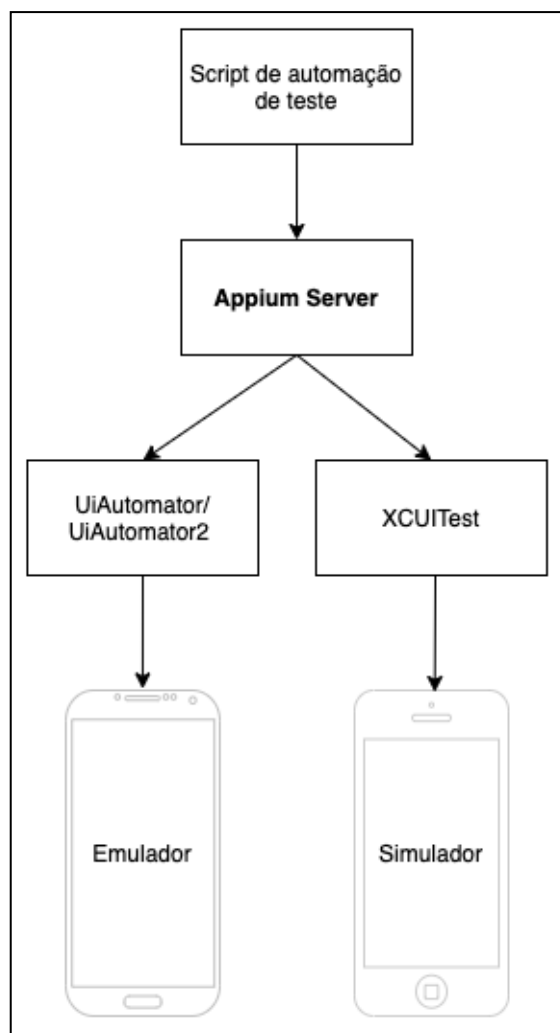 Script de automação
de teste
Appium Server
UiAutomator/
UiAutomator2
XCUITest
Emulador
Simulador